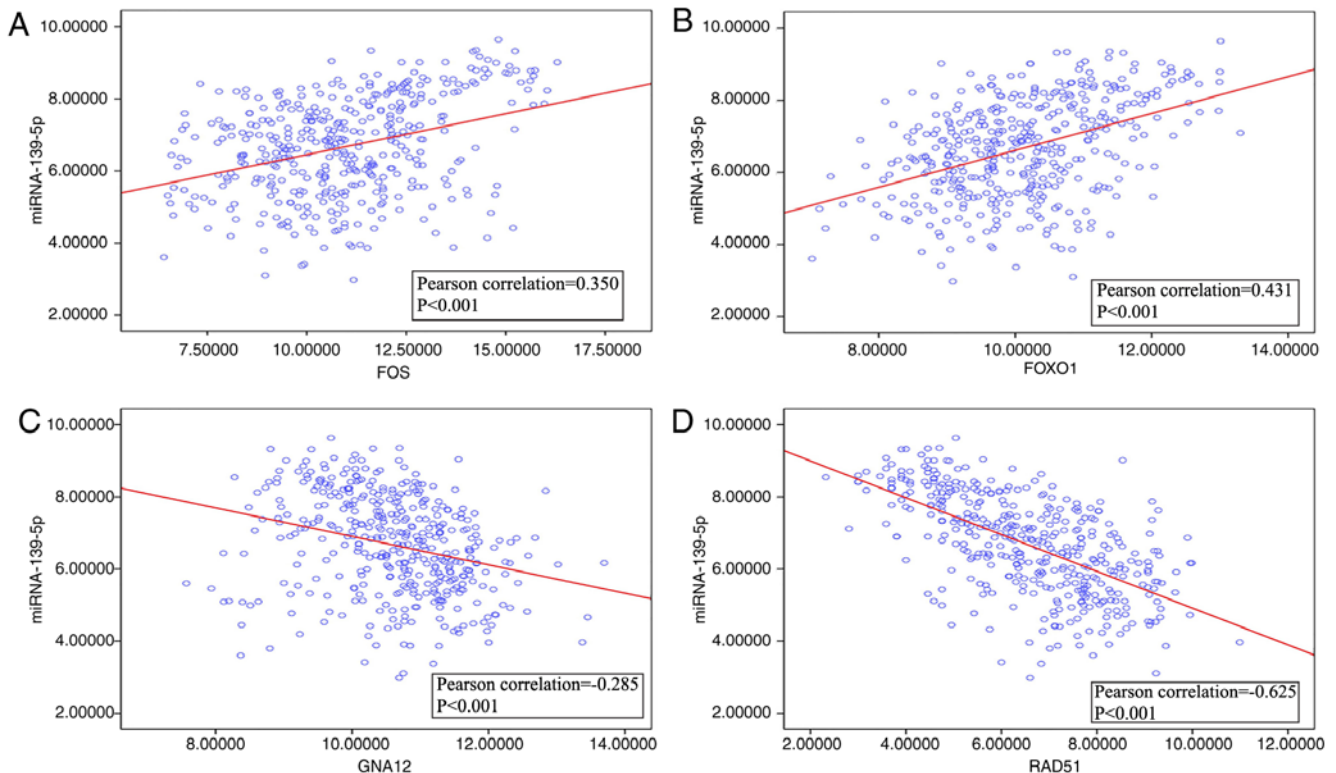 A
10.00000
8.00000
6.00000
4.00000
2.00000
miRNA-139-5p
Pearson correlation=0.350
P<0.001
7.50000 10.00000 12.50000 15.00000 17.50000
FOS
B
10.00000
8.00000
6.00000
4.00000
2.00000
miRNA-139-5p
Pearson correlation=0.431
P<0.001
8.00000 10.00000 12.00000 14.00000
FOXO1
C
10.00000
8.00000
6.00000
4.00000
2.00000
miRNA-139-5p
Pearson correlation=-0.285
P<0.001
8.00000 10.00000 12.00000 14.00000
GNA12
D
10.00000
8.00000
6.00000
4.00000
2.00000
miRNA-139-5p
Pearson correlation=-0.625
P<0.001
2.00000 4.00000 6.00000 8.00000 10.00000 12.00000
RAD51